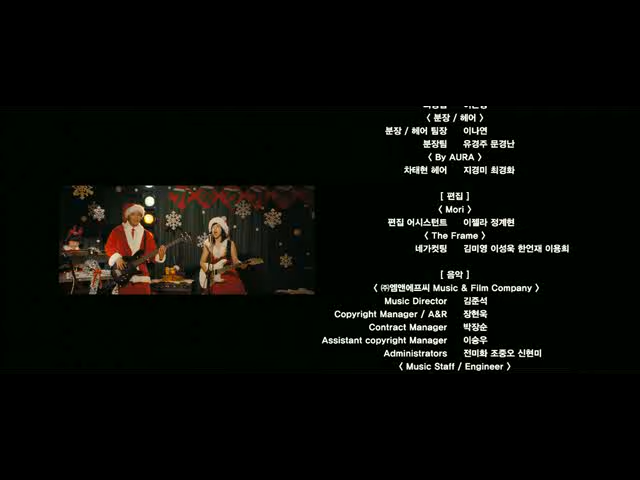 < 분장 / 헤어 >
분장 / 헤어 팀장 이나연
분장팀 유경주 문경난
< By AURA >
차태현 헤어 지경미 최경화
[ 편집 ]
< Mori >
편집 어시스턴트 이젤라 정계현
< The Frame >
네가컷팅 김미영 이성욱 한언재 이용희
[ 음악 ]
< ㈜엠앤에프씨 Music & Film Company >
Music Director 김준석
Copyright Manager / A&R 장현욱
Contract Manager 박장순
Assistant copyright Manager 이승우
Administrators 전미화 조중오 신현미
< Music Staff / Engineer >